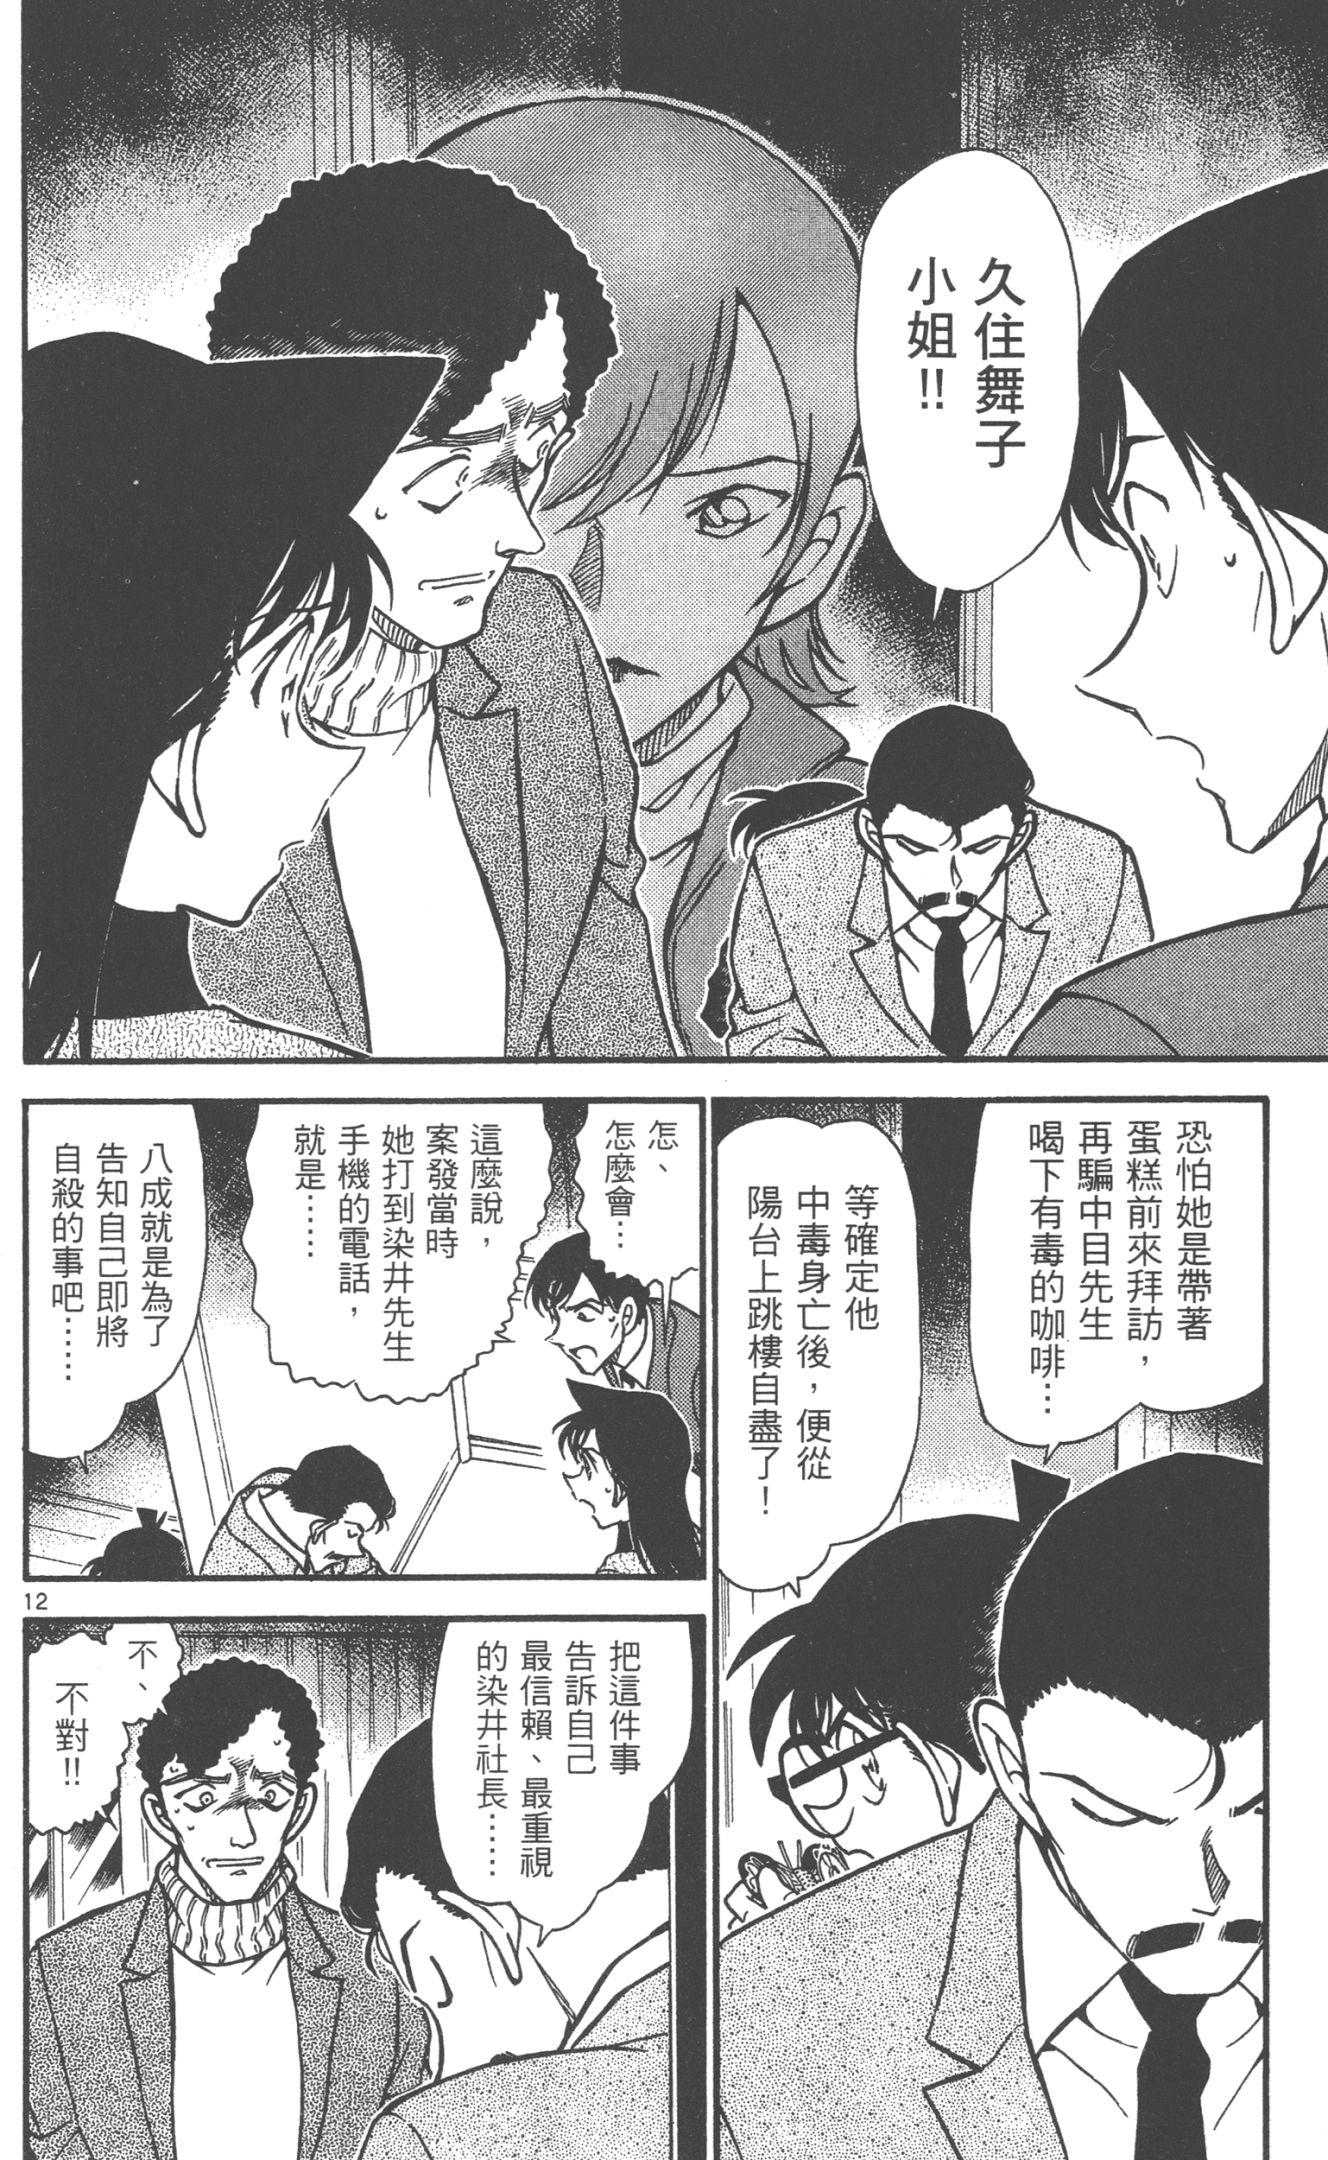 久住舞子
小姐!!
恐怕她是帶著
蛋糕前來拜訪，
再騙中目先生
喝下有毒的咖啡…
等確定他
中毒身亡後，便從
陽台上跳樓自盡了！
怎、
怎麼會…
這麼說，
案發當時
她打到染井先生
手機的電話，
就是……
八成就是為了
告知自己即將
自殺的事吧……
把這件事
告訴自己
最信賴、最重視
的染井社長……
不、
不對!!
12